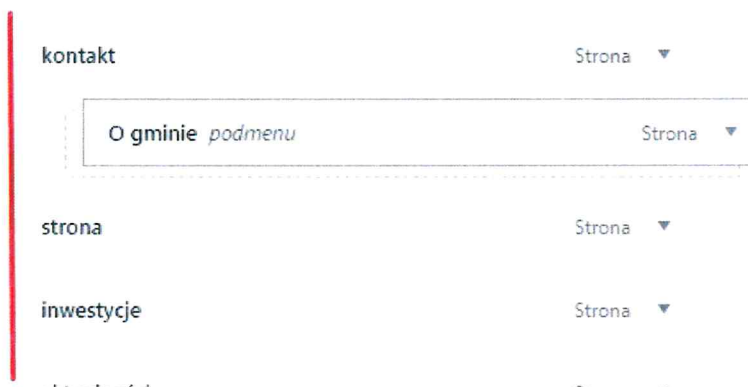 kontakt Strona
O gminie podmenu Strona
strona Strona
inwestycje Strona